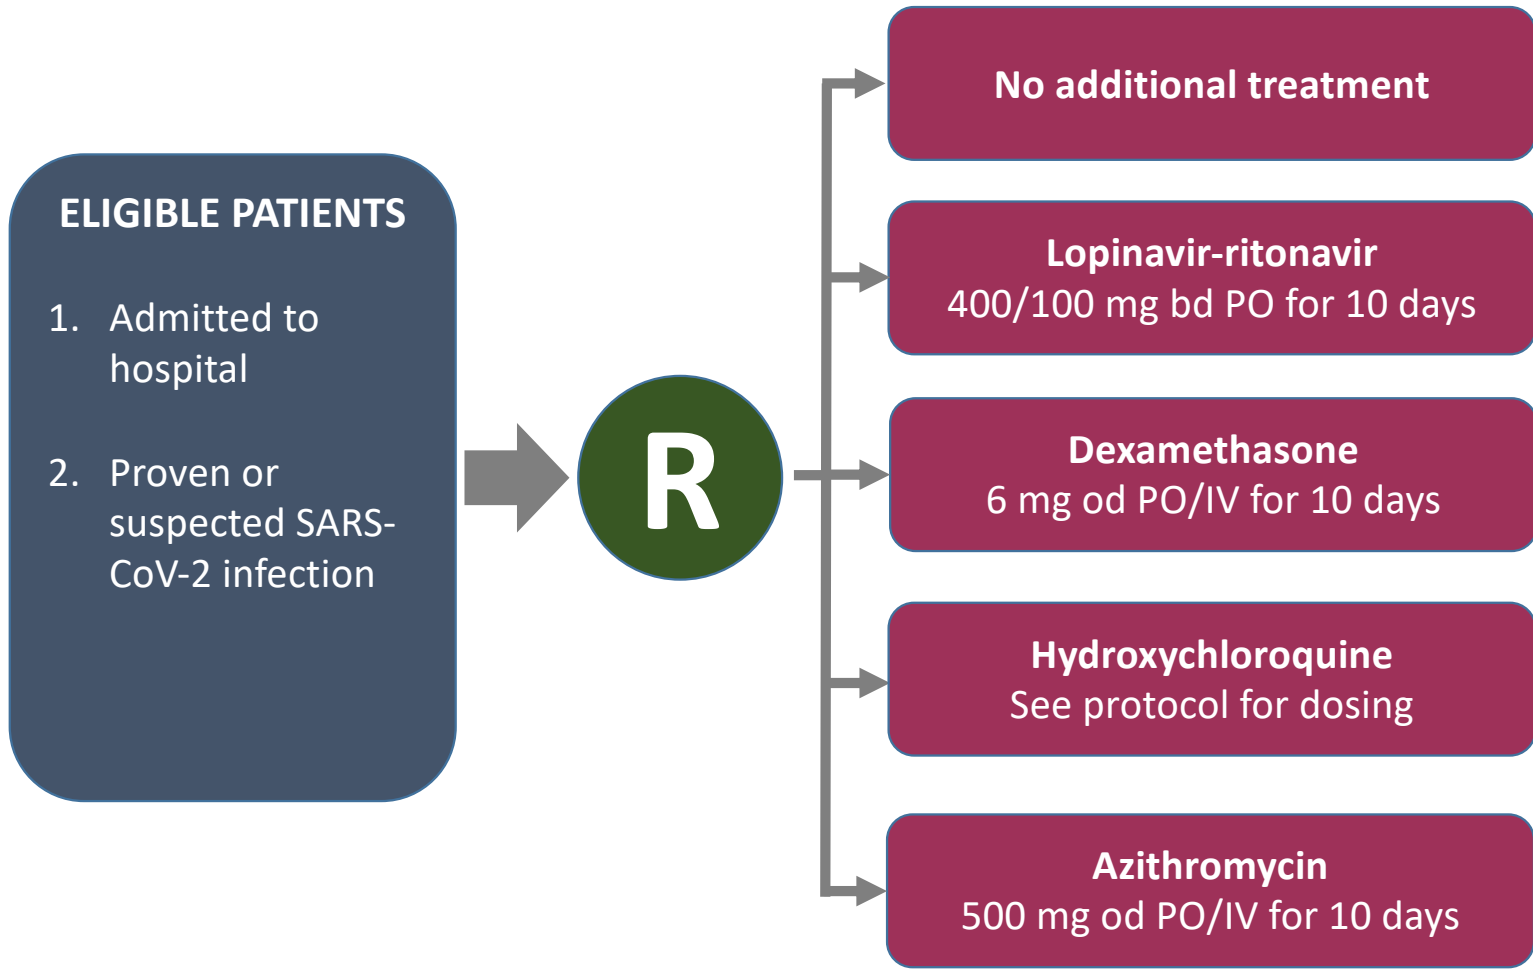 ELIGIBLE PATIENTS
1. Admitted to
hospital
2. Proven or
suspected SARS-
CoV-2 infection
R
No additional treatment
Lopinavir-ritonavir
400/100 mg bd PO for 10 days
Dexamethasone
6 mg od PO/IV for 10 days
Hydroxychloroquine
See protocol for dosing
Azithromycin
500 mg od PO/IV for 10 days